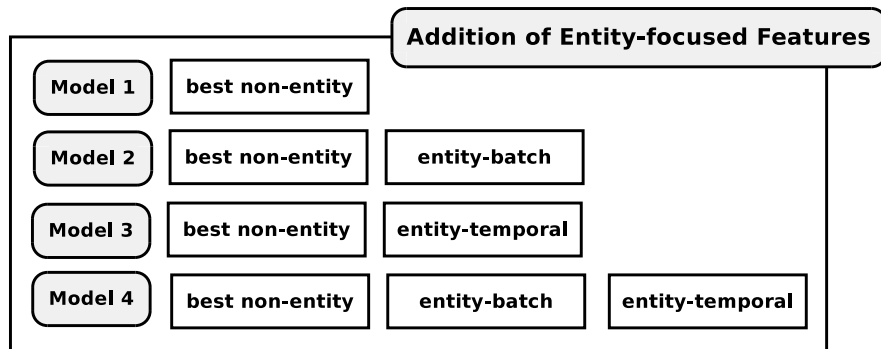 Addition of Entity-focused Features
Model 1 best non-entity
Model 2 best non-entity entity-batch
Model 3 best non-entity entity-temporal
Model 4 best non-entity entity-batch entity-temporal